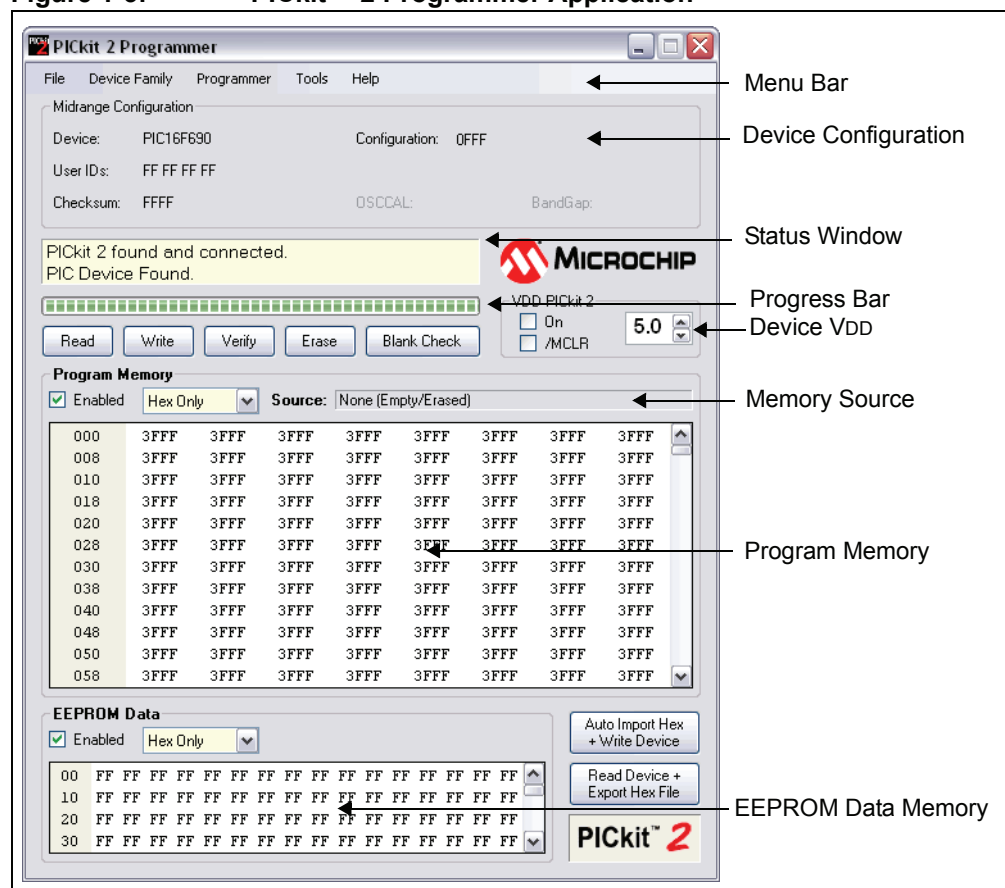 PICkit 2 Programmer
File Device Family Programmer Tools Help
Menu Bar
Midrange Configuration
Device: PIC16F690 Configuration: 0FFF
Device Configuration
User IDs: FF FF FF FF
Checksum: FFFF OSCCAL: BandGap:
PICkit 2 found and connected.
PIC Device Found.
Status Window
MICROCHIP
Progress Bar
VDD PICkit 2
On
/MCLR
5.0
Device VDD
Read Write Verify Erase Blank Check
Program Memory
Enabled Hex Only Source: None (Empty/Erased)
Memory Source
000 3FFF 3FFF 3FFF 3FFF 3FFF 3FFF 3FFF 3FFF
008 3FFF 3FFF 3FFF 3FFF 3FFF 3FFF 3FFF 3FFF
010 3FFF 3FFF 3FFF 3FFF 3FFF 3FFF 3FFF 3FFF
018 3FFF 3FFF 3FFF 3FFF 3FFF 3FFF 3FFF 3FFF
020 3FFF 3FFF 3FFF 3FFF 3FFF 3FFF 3FFF 3FFF
028 3FFF 3FFF 3FFF 3FFF 3FFF 3FFF 3FFF 3FFF
030 3FFF 3FFF 3FFF 3FFF 3FFF 3FFF 3FFF 3FFF
038 3FFF 3FFF 3FFF 3FFF 3FFF 3FFF 3FFF 3FFF
040 3FFF 3FFF 3FFF 3FFF 3FFF 3FFF 3FFF 3FFF
048 3FFF 3FFF 3FFF 3FFF 3FFF 3FFF 3FFF 3FFF
050 3FFF 3FFF 3FFF 3FFF 3FFF 3FFF 3FFF 3FFF
058 3FFF 3FFF 3FFF 3FFF 3FFF 3FFF 3FFF 3FFF
Program Memory
EEPROM Data
Enabled Hex Only
00 FF FF FF FF FF FF FF FF FF FF FF FF FF FF FF FF
10 FF FF FF FF FF FF FF FF FF FF FF FF FF FF FF FF
20 FF FF FF FF FF FF FF FF FF FF FF FF FF FF FF FF
30 FF FF FF FF FF FF FF FF FF FF FF FF FF FF FF FF
Auto Import Hex
+ Write Device
Read Device +
Export Hex File
EEPROM Data Memory
PICkit™ 2